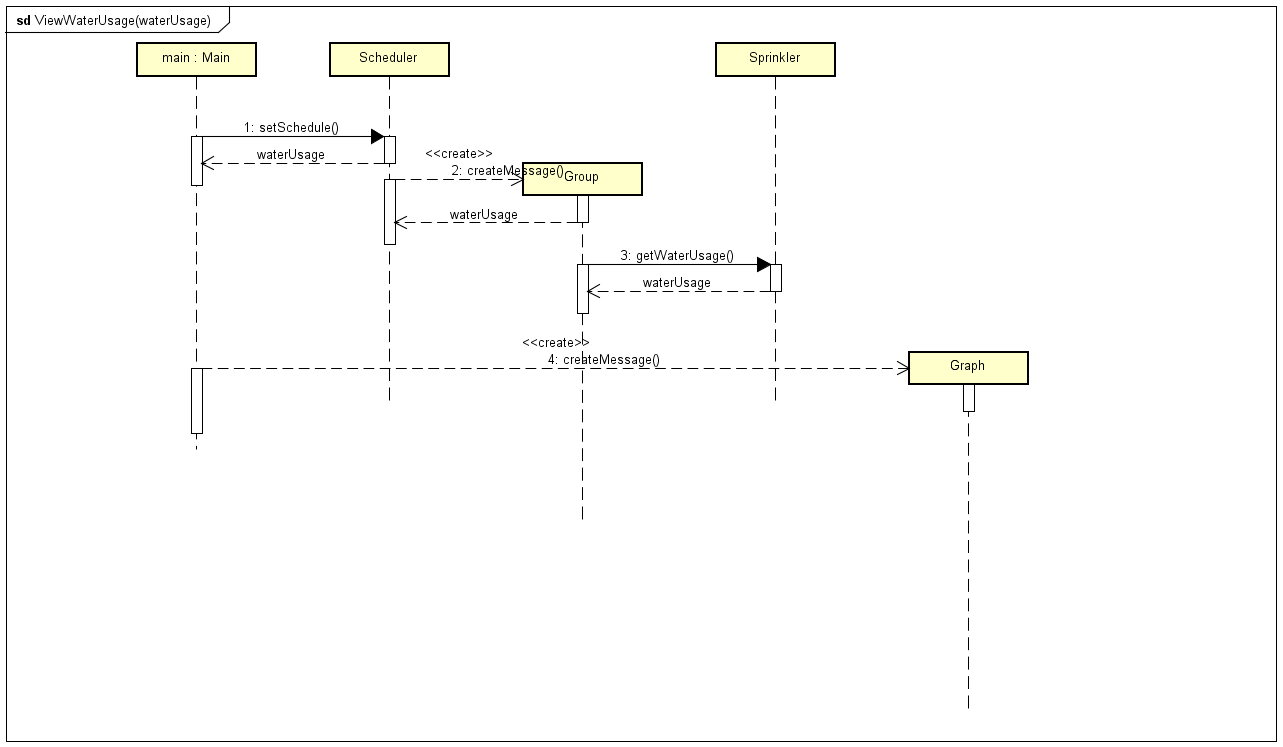 sd ViewWaterUsage(waterUsage)
main : Main
Scheduler
Sprinkler
1: setSchedule()
waterUsage
<<create>>
2: createMessage()
Group
waterUsage
3: getWaterUsage()
waterUsage
<<create>>
4: createMessage()
Graph